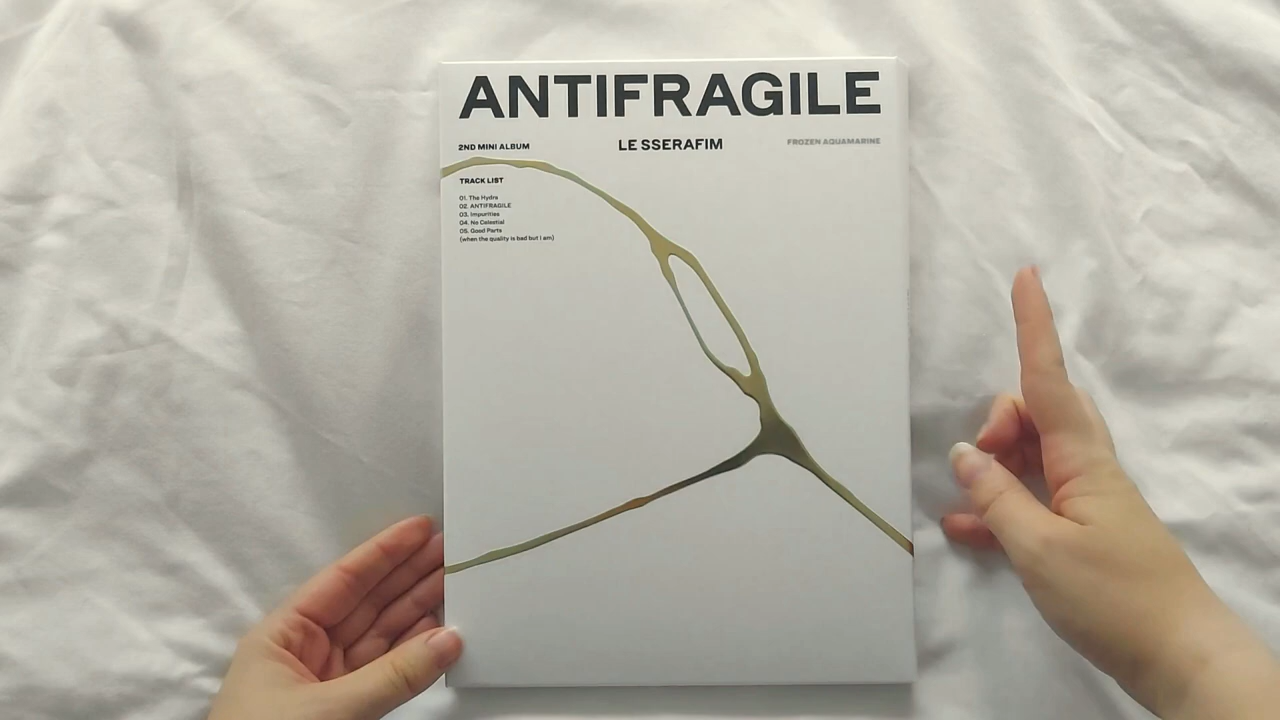 ANTIFRAGILE
2ND MINI ALBUM
LE SSERAFIM
FROZEN AQUAMARINE
TRACK LIST
01. The Hydra
02. ANTIFRAGILE
03. Impurities
04. No Celestial
05. Good Parts
(when the quality is bad but I am)